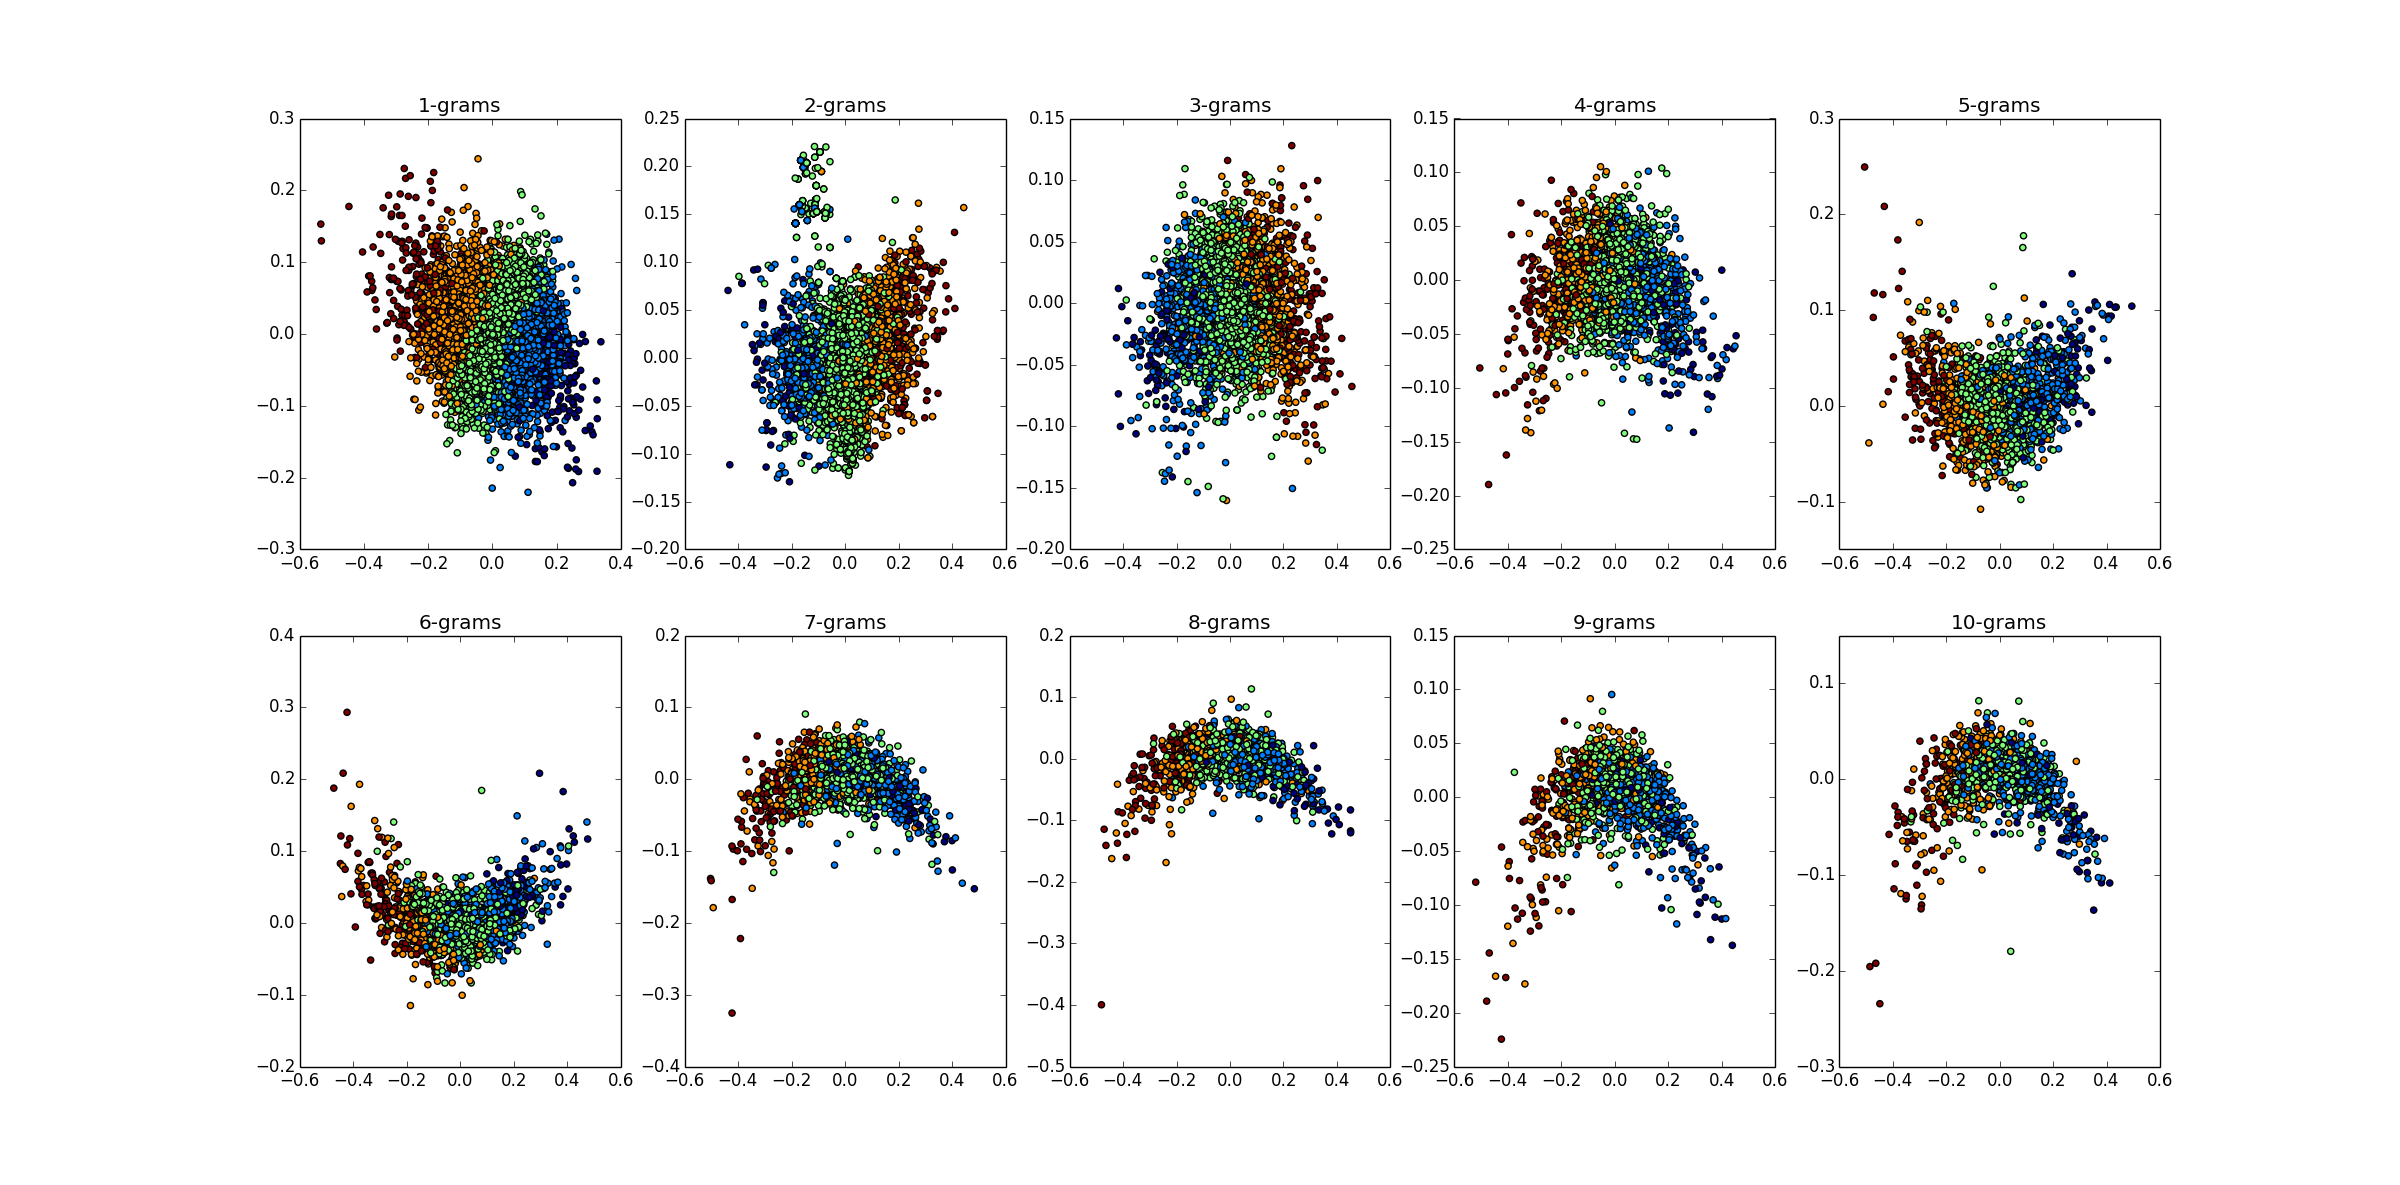 1-grams 2-grams 3-grams 4-grams 5-grams
0.3 0.25 0.15 0.15 0.3
0.2 0.20 0.10 0.10 0.2
0.1 0.15 0.05 0.05 0.1
0.0 0.10 0.00 0.00 0.0
−0.1 0.05 −0.05 −0.05 −0.1
−0.2 0.00 −0.10 −0.10
−0.3 −0.05 −0.15 −0.15
−0.10 −0.20 −0.20
−0.15 −0.25
−0.20
−0.6 −0.4 −0.2 0.0 0.2 0.4 −0.6 −0.4 −0.2 0.0 0.2 0.4 0.6 −0.6 −0.4 −0.2 0.0 0.2 0.4 0.6 −0.6 −0.4 −0.2 0.0 0.2 0.4 0.6 −0.6 −0.4 −0.2 0.0 0.2 0.4 0.6
6-grams 7-grams 8-grams 9-grams 10-grams
0.4 0.2 0.2 0.15 0.1
0.3 0.1 0.1 0.10 0.0
0.2 0.0 0.0 0.05 −0.1
0.1 −0.1 −0.1 0.00 −0.2
0.0 −0.2 −0.2 −0.05 −0.3
−0.1 −0.3 −0.3 −0.10
−0.2 −0.4 −0.4 −0.15
−0.5 −0.20
−0.25
−0.6 −0.4 −0.2 0.0 0.2 0.4 0.6 −0.6 −0.4 −0.2 0.0 0.2 0.4 0.6 −0.6 −0.4 −0.2 0.0 0.2 0.4 0.6 −0.6 −0.4 −0.2 0.0 0.2 0.4 0.6 −0.6 −0.4 −0.2 0.0 0.2 0.4 0.6